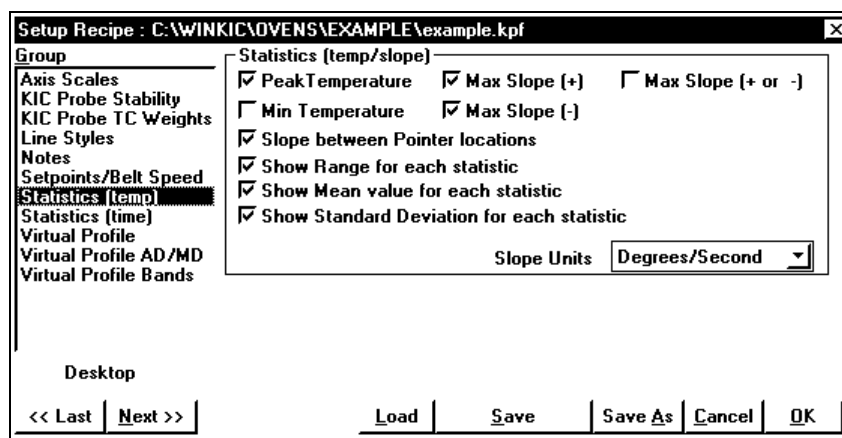 Setup Recipe : C:\WINKIC\OVENS\EXAMPLE\example.kpf
Group
Axis Scales
KIC Probe Stability
KIC Probe TC Weights
Line Styles
Notes
Setpoints/Belt Speed
Statistics (temp)
Statistics (time)
Virtual Profile
Virtual Profile AD/MD
Virtual Profile Bands
Statistics (temp/slope)
PeakTemperature Max Slope (+) Max Slope (+ or -)
Min Temperature Max Slope (-)
Slope between Pointer locations
Show Range for each statistic
Show Mean value for each statistic
Show Standard Deviation for each statistic
Slope Units Degrees/Second
Desktop
<< Last Next >> Load Save Save As Cancel OK